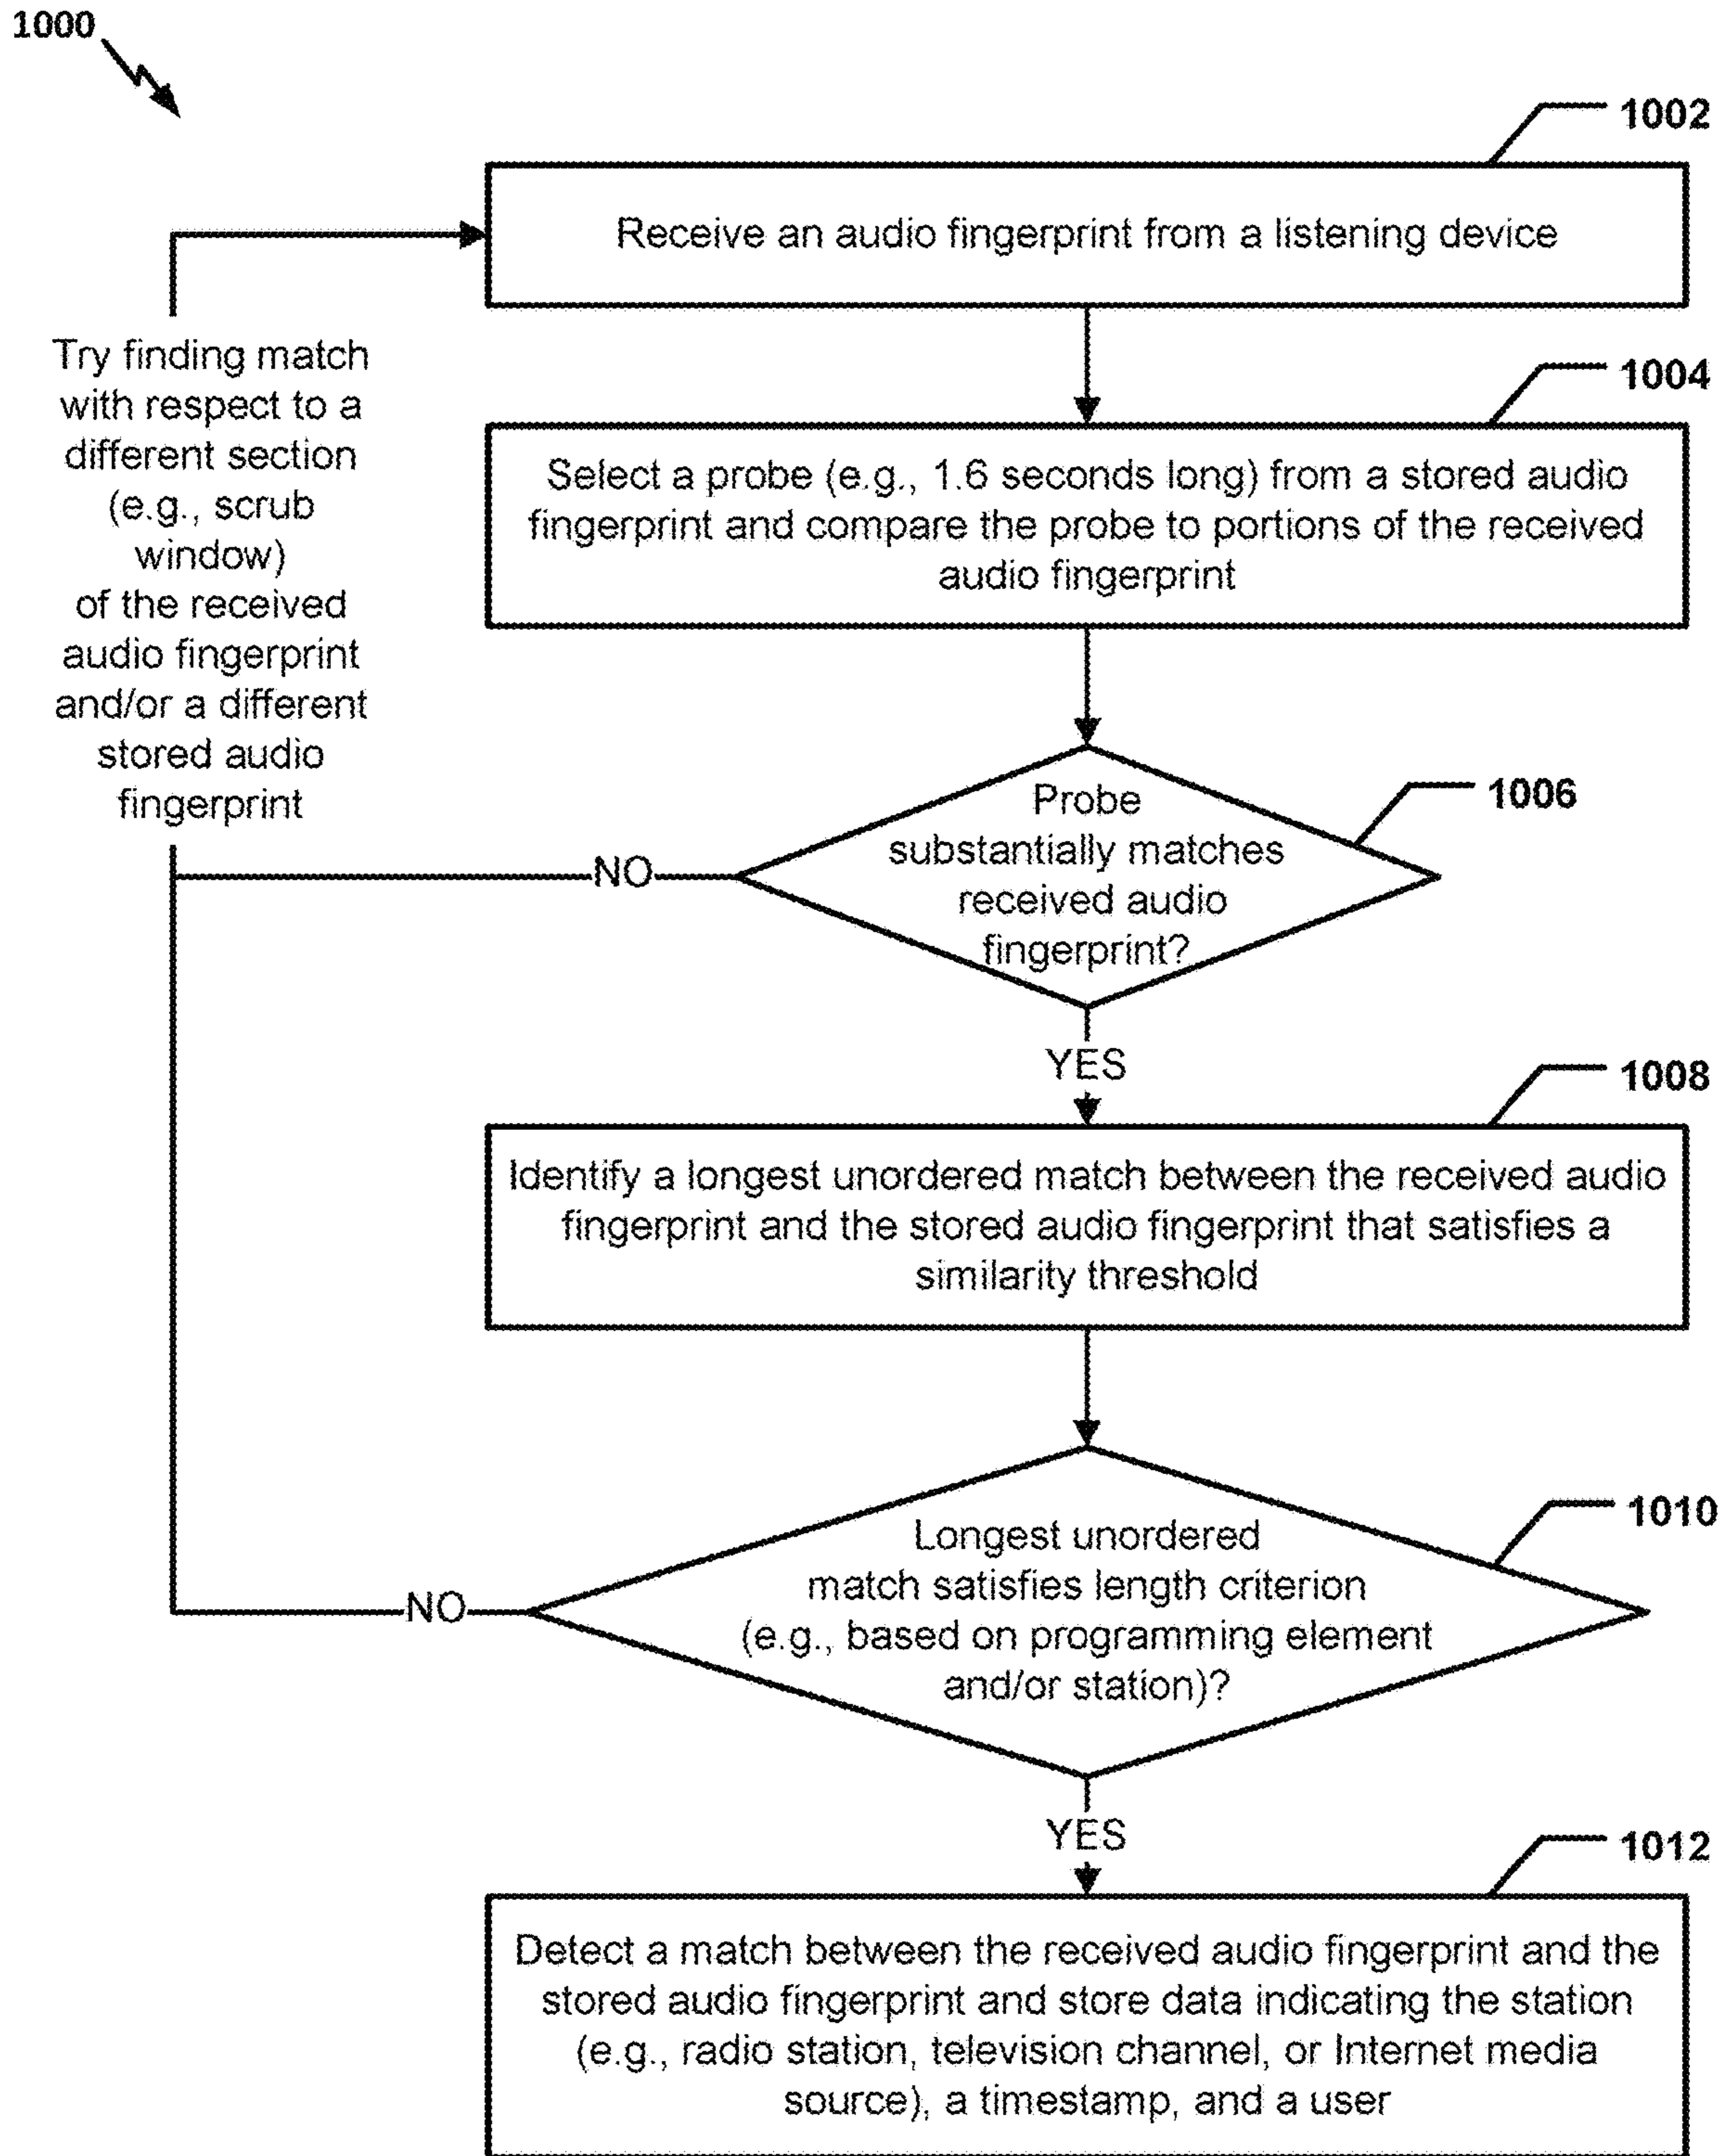 1000
1002
Receive an audio fingerprint from a listening device
Try finding match
with respect to a
different section
(e.g., scrub
window)
of the received
audio fingerprint
and/or a different
stored audio
fingerprint
1004
Select a probe (e.g., 1.6 seconds long) from a stored audio
fingerprint and compare the probe to portions of the received
audio fingerprint
1006
Probe
substantially matches
received audio
fingerprint?
NO
YES
1008
Identify a longest unordered match between the received audio
fingerprint and the stored audio fingerprint that satisfies a
similarity threshold
1010
Longest unordered
match satisfies length criterion
(e.g., based on programming element
and/or station)?
NO
YES
1012
Detect a match between the received audio fingerprint and the
stored audio fingerprint and store data indicating the station
(e.g., radio station, television channel, or Internet media
source), a timestamp, and a user